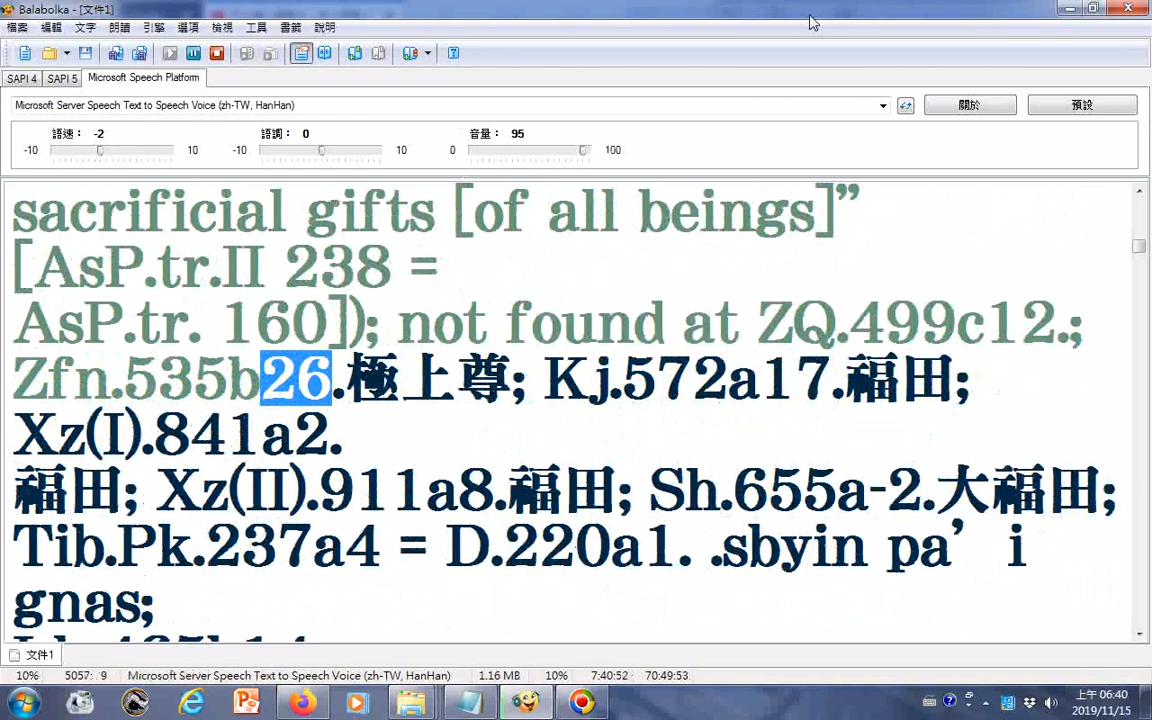 Balabolka - [文件1]
檔案 編輯 文字 朗讀 引擎 選項 檢視 工具 書籤 說明
SAPI 4 SAPI 5 Microsoft Speech Platform
Microsoft Server Speech Text to Speech Voice (zh-TW, HanHan) 關於 預設
語速： -2 語調： 0 音量： 95
-10 10 -10 10 0 100
sacrificial gifts [of all beings]”
[AsP.tr.II 238 =
AsP.tr. 160]); not found at ZQ.499c12.;
Zfn.535b26.極上尊; Kj.572a17.福田;
Xz(I).841a2.
福田; Xz(II).911a8.福田; Sh.655a-2.大福田;
Tib.Pk.237a4 = D.220a1. .sbyin pa’ i
gnas;
文件1
10% 5057: 9 Microsoft Server Speech Text to Speech Voice (zh-TW, HanHan) 1.16 MB 10% 7:40:52 70:49:53
上午 06:40
2019/11/15